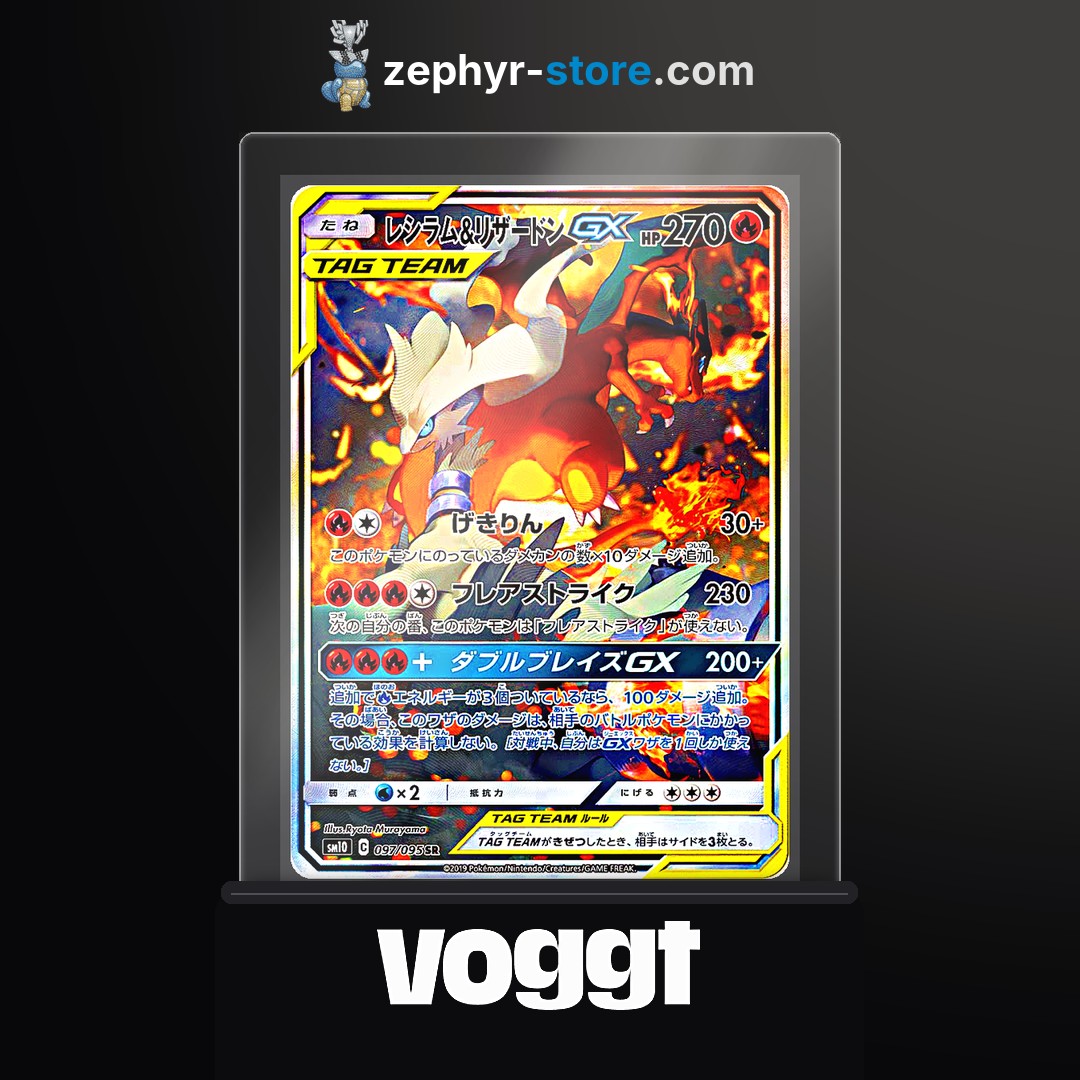 zephyr-store.com
たね レシラム&リザードンGX HP270
TAG TEAM
げきりん 30+
このポケモンにのっているダメカンの数×10ダメージ追加。
フレアストライク 230
次の自分の番、このポケモンは「フレアストライク」が使えない。
+ ダブルブレイズGX 200+
追加で エネルギーが3個ついているなら、100ダメージ追加。
その場合、このワザのダメージは、相手のバトルポケモンにかかっ
ている効果を計算しない。[対戦中、自分はGXワザを1回しか使え
ない。]
弱点 ×2 抵抗力 にげる
TAG TEAM ルール
TAG TEAMがきぜつしたとき、相手はサイドを3枚とる。
Illus. Ryota Murayama
sm10 C 097/095 SR
©2019 Pokémon/Nintendo/Creatures/GAME FREAK.
voggt